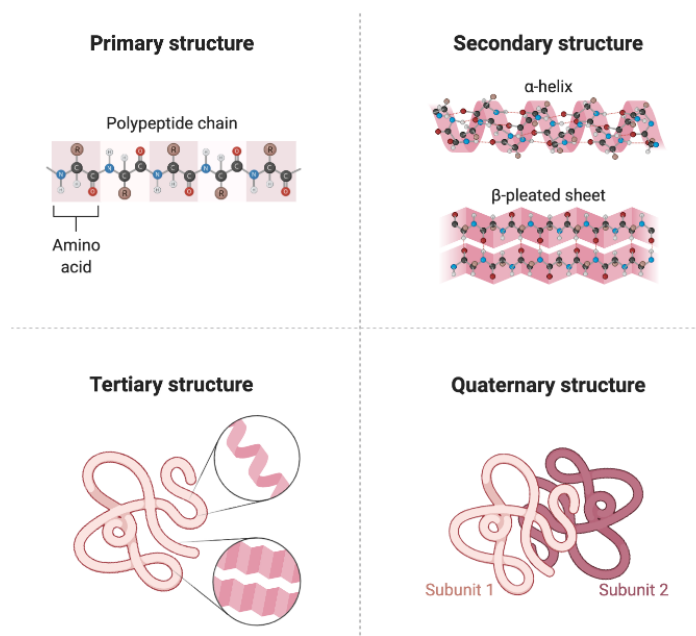 Primary structure
Polypeptide chain
R
H
H
O
R
H
H
O
R
N
C
C
N
C
C
N
C
C
N
C
C
N
C
C
H
H
O
R
H
H
O
R
H
H
O
Amino
acid
Secondary structure
α-helix
β-pleated sheet
Tertiary structure
Quaternary structure
Subunit 1
Subunit 2